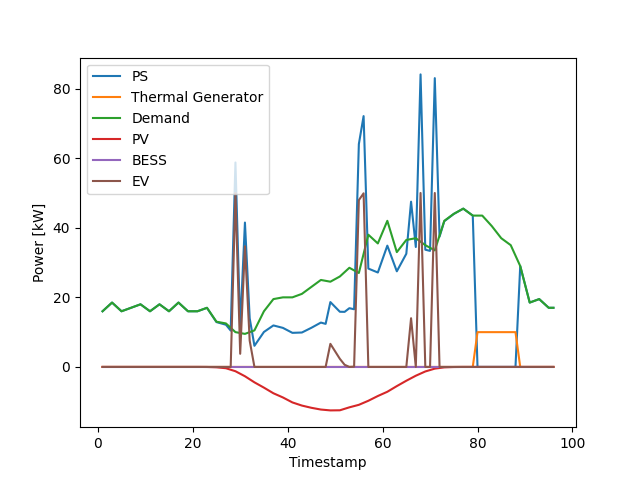 PS
Thermal Generator
Demand
PV
BESS
EV
Power [kW]
80
60
40
20
0
0 20 40 60 80 100
Timestamp